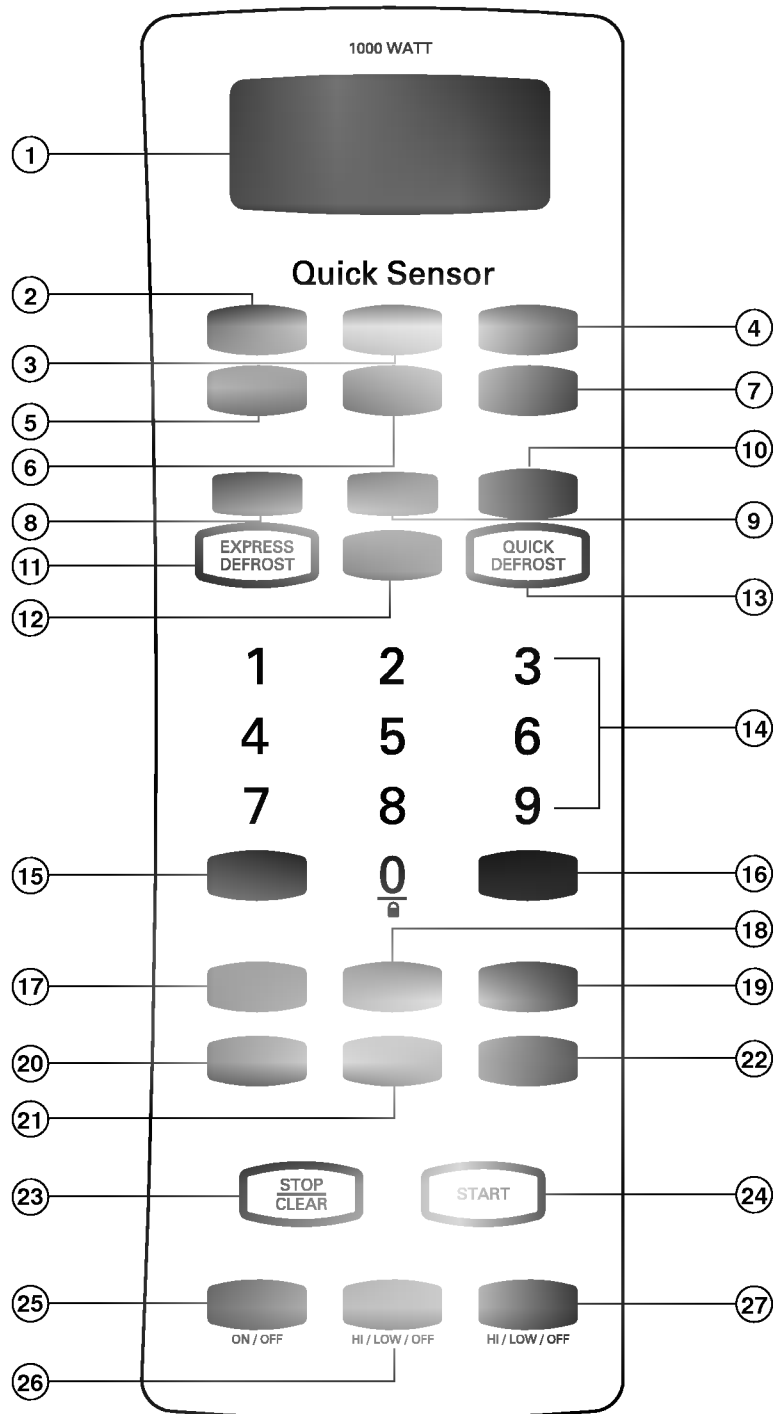 1000 WATT
1
Quick Sensor
2
4
3
7
5
6
10
8
9
EXPRESS
DEFROST
QUICK
DEFROST
11
13
12
1 2 3
14
4 5 6
7 8 9
15
0
16
18
17
19
20
22
21
STOP
CLEAR
START
23
24
25
27
ON / OFF
HI / LOW / OFF
HI / LOW / OFF
26